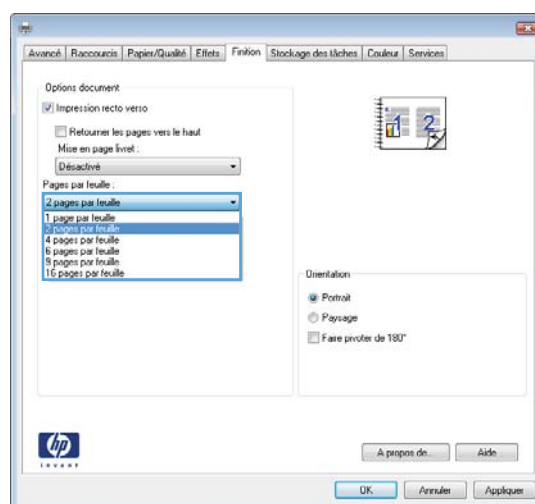 Avancé Raccourcis Papier/Qualité Effets Finition Stockage des tâches Couleur Services
Options document
Impression recto verso
Retourner les pages vers le haut
Mise en page livret :
Désactivé
Pages par feuille :
2 pages par feuille
1 page par feuille
2 pages par feuille
4 pages par feuille
6 pages par feuille
9 pages par feuille
16 pages par feuille
1 2
Orientation
Portrait
Paysage
Faire pivoter de 180°
hp
invent
A propos de... Aide
OK Annuler Appliquer